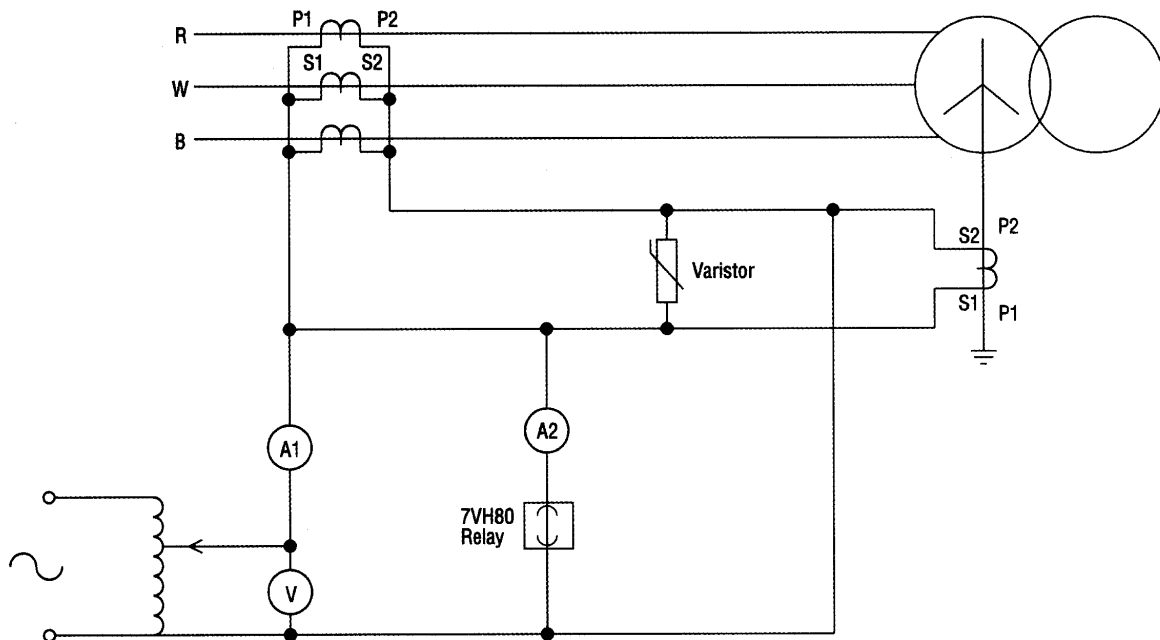 P1 P2
R
S1 S2
W
B
S2 P2
Varistor
S1 P1
A1
A2
7VH80
Relay
V